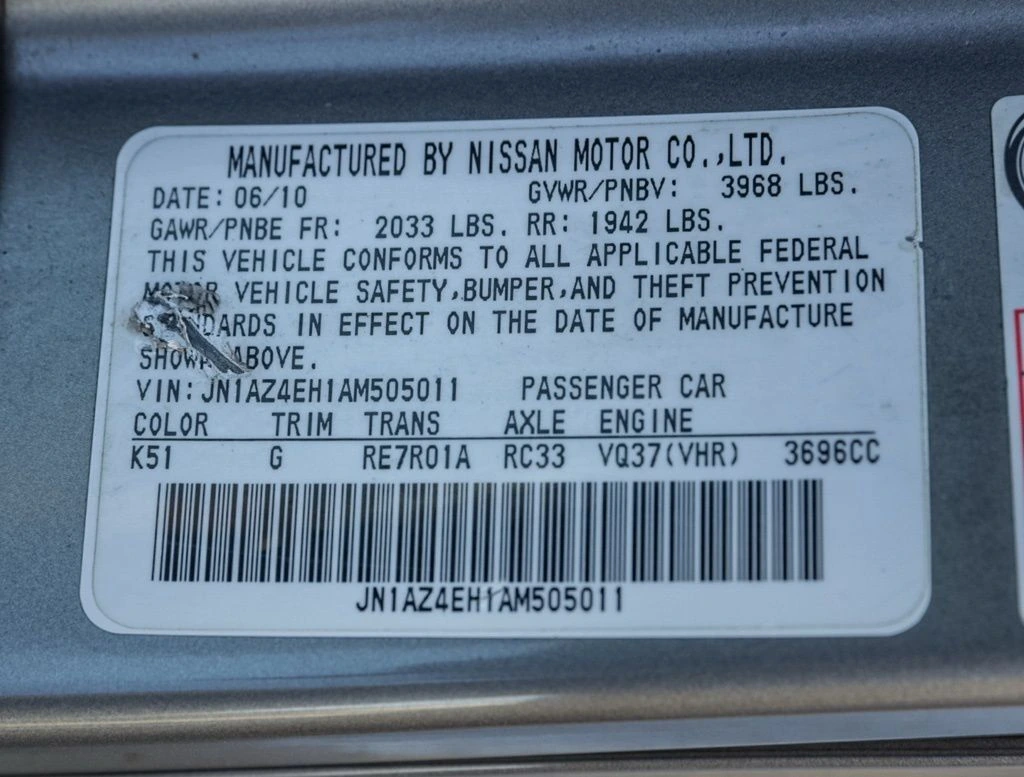 MANUFACTURED BY NISSAN MOTOR CO.,LTD.
DATE: 06/10 GVWR/PNBV: 3968 LBS.
GAWR/PNBE FR: 2033 LBS. RR: 1942 LBS.
THIS VEHICLE CONFORMS TO ALL APPLICABLE FEDERAL
MOTOR VEHICLE SAFETY,BUMPER,AND THEFT PREVENTION
STANDARDS IN EFFECT ON THE DATE OF MANUFACTURE
SHOWN ABOVE.
VIN: JN1AZ4EH1AM505011 PASSENGER CAR
COLOR TRIM TRANS AXLE ENGINE
K51 G RE7R01A RC33 VQ37(VHR) 3696CC
JN1AZ4EH1AM505011